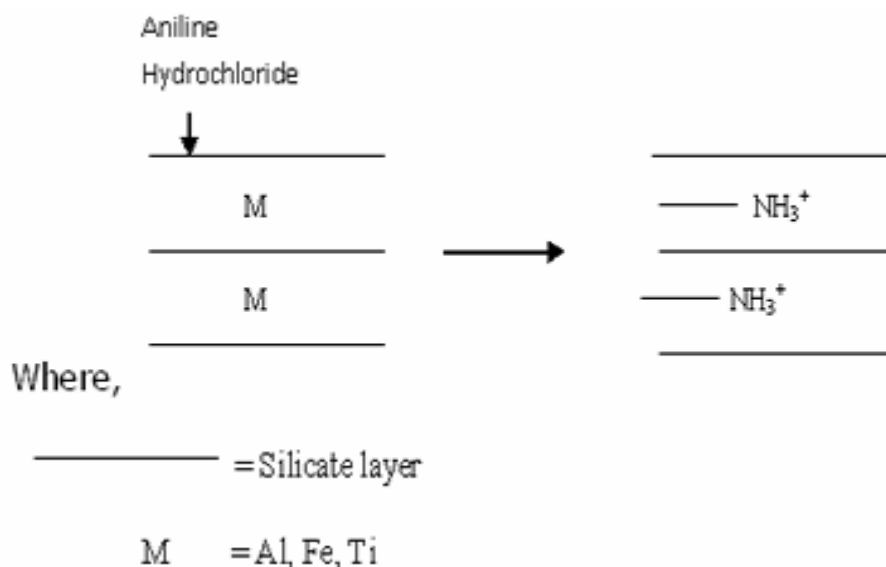 Aniline
Hydrochloride
M
NH₃⁺
M
NH₃⁺
Where,
= Silicate layer
M = Al, Fe, Ti